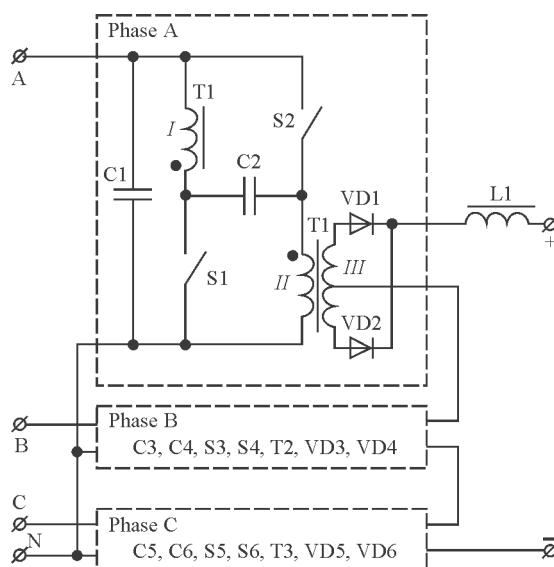 Phase A
A
T1
I
S2
C1
C2
L1
VD1
T1
+
S1
II
III
VD2
Phase B
B
C3, C4, S3, S4, T2, VD3, VD4
C
Phase C
N
C5, C6, S5, S6, T3, VD5, VD6
–